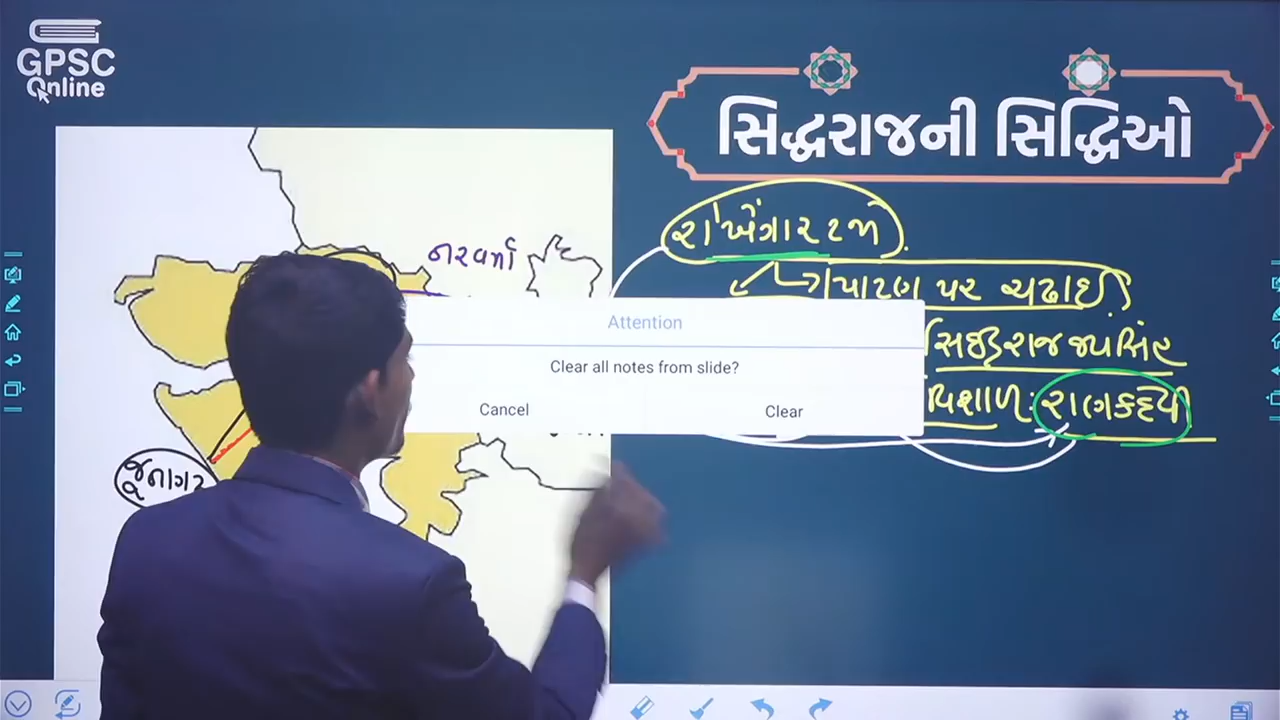 GPSC
Online
સિદ્ધરાજની સિદ્ધિઓ
રા'ખેંગાર
નરવર્મા
પાટણ પર ચઢાઈ
Attention
સિદ્ધરાજ જયસિંહ
Clear all notes from slide?
Cancel
Clear
રાણકદેવી
જૂનાગઢ